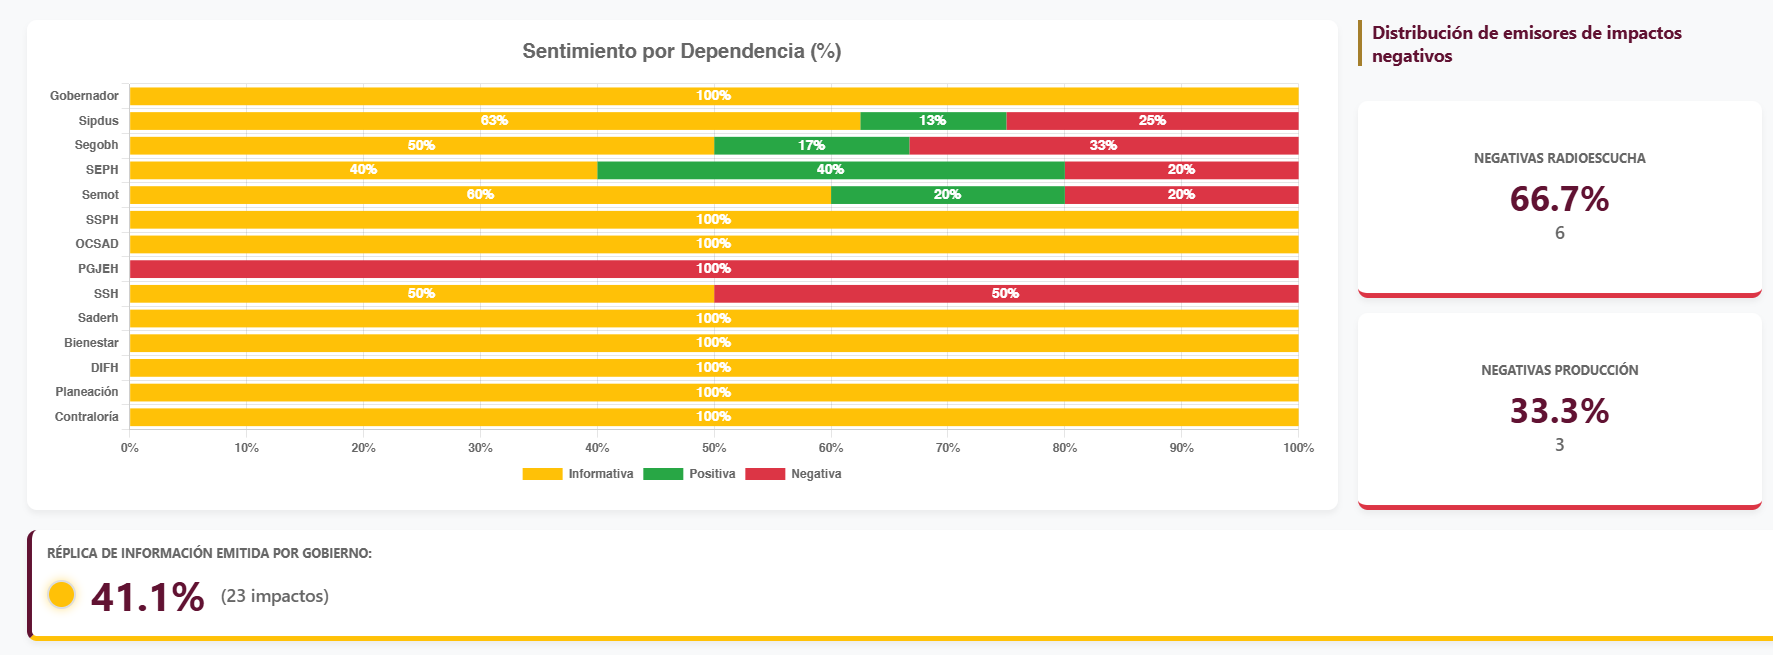 Sentimiento por Dependencia (%)
Gobernador 100%
Sipdus 63% 13% 25%
Segobh 50% 17% 33%
SEPH 40% 40% 20%
Semot 60% 20% 20%
SSPH 100%
OCSAD 100%
PGJEH 100%
SSH 50% 50%
Saderh 100%
Bienestar 100%
DIFH 100%
Planeación 100%
Contraloría 100%
0% 10% 20% 30% 40% 50% 60% 70% 80% 90% 100%
Informativa Positiva Negativa
Distribución de emisores de impactos
negativos
NEGATIVAS RADIOESCUCHA
66.7%
6
NEGATIVAS PRODUCCIÓN
33.3%
3
RÉPLICA DE INFORMACIÓN EMITIDA POR GOBIERNO:
41.1% (23 impactos)